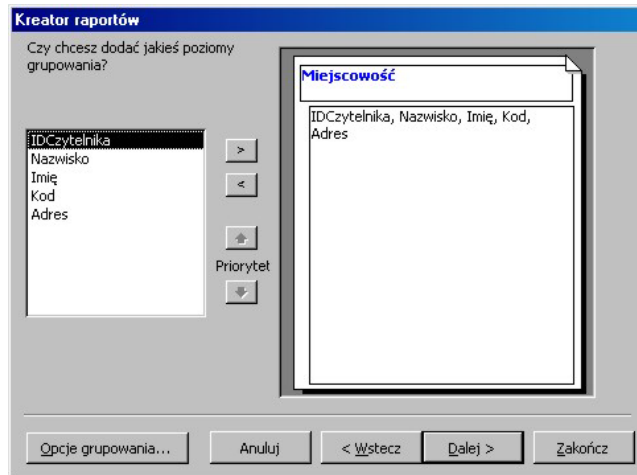 Kreator raportów
Czy chcesz dodać jakieś poziomy
grupowania?
IDCzytelnika
Nazwisko
Imię
Kod
Adres
>
<
Priorytet
Miejscowość
IDCzytelnika, Nazwisko, Imię, Kod,
Adres
Opcje grupowania...
Anuluj
< Wstecz
Dalej >
Zakończ